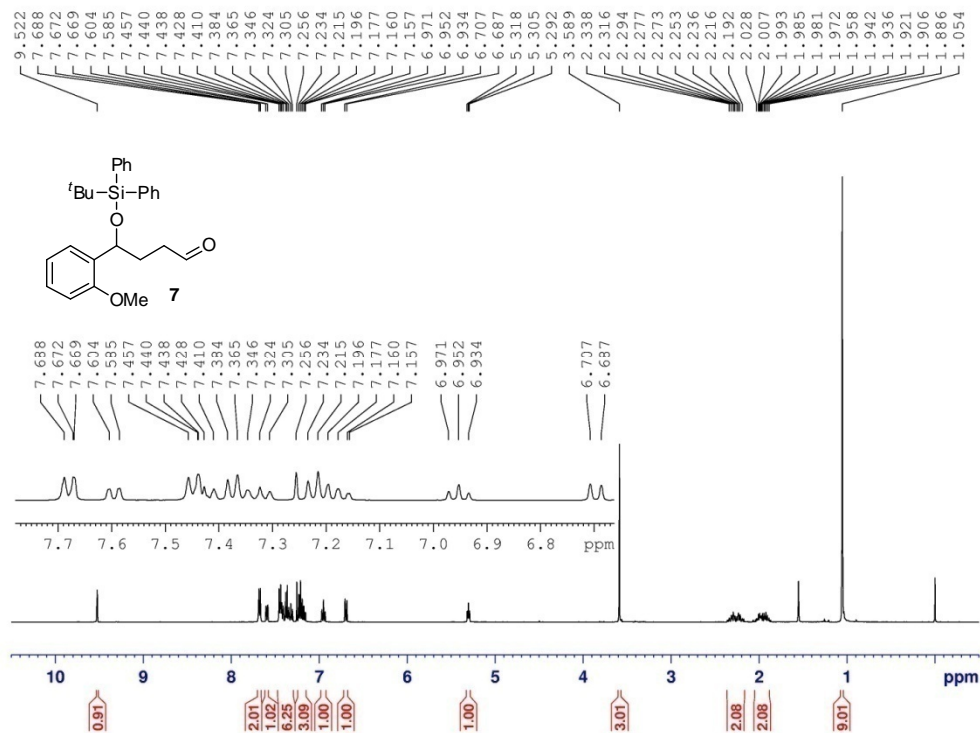 9.522 7.688 7.672 7.669 7.604 7.585 7.457 7.440 7.438 7.428 7.410 7.384 7.365 7.346 7.324 7.305 7.256 7.234 7.215 7.196 7.177 7.160 7.157 6.971 6.952 6.934 6.707 6.687 5.318 5.305 5.292 3.589 2.338 2.316 2.294 2.277 2.273 2.253 2.236 2.216 2.192 2.028 2.007 1.993 1.985 1.981 1.972 1.958 1.942 1.936 1.921 1.906 1.886 1.054
Ph
tBu Si Ph
O
O
OMe 7
7.688 7.672 7.669 7.604 7.585 7.457 7.440 7.438 7.428 7.410 7.384 7.365 7.346 7.324 7.305 7.256 7.234 7.215 7.196 7.177 7.160 7.157 6.971 6.952 6.934 6.707 6.687
7.7 7.6 7.5 7.4 7.3 7.2 7.1 7.0 6.9 6.8 ppm
10 9 8 7 6 5 4 3 2 1 ppm
0.91 2.01 1.02 6.25 3.09 1.00 1.00 1.00 3.01 2.08 2.08 9.01